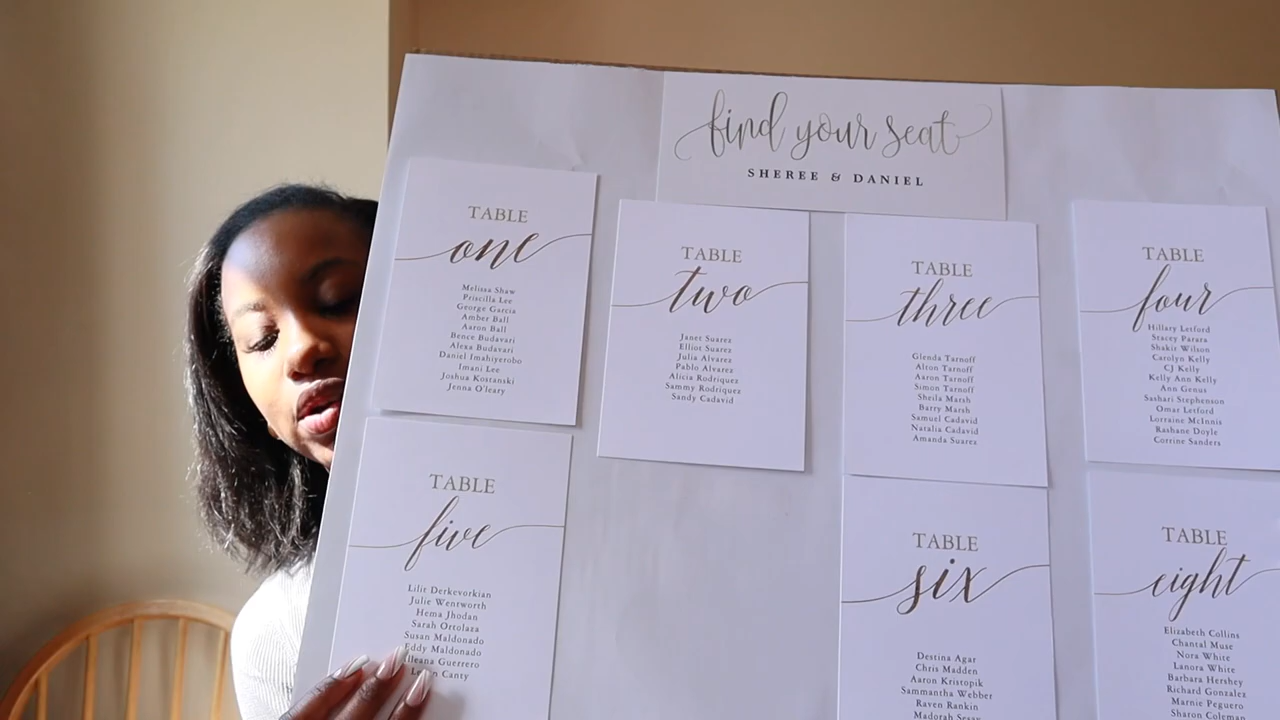 find your seat
SHEREE & DANIEL
TABLE
one
Melissa Shaw
Priscilla Lee
George Garcia
Amber Ball
Aaron Ball
Bence Budavari
Alexa Budavari
Daniel Imahiyerobo
Imani Lee
Joshua Kostanski
Jenna O'leary
TABLE
two
Janet Suarez
Elliot Suarez
Julia Alvarez
Pablo Alvarez
Alicia Rodriquez
Sammy Rodriquez
Sandy Cadavid
TABLE
three
Glenda Tarnoff
Alton Tarnoff
Aaron Tarnoff
Simon Tarnoff
Sheila Marsh
Barry Marsh
Samuel Cadavid
Natalia Cadavid
Amanda Suarez
TABLE
four
Hillary Letford
Stacey Parara
Shakir Wilson
Carolyn Kelly
CJ Kelly
Kelly Ann Kelly
Ann Genus
Sashari Stephenson
Omar Letford
Lorraine McInnis
Rashane Doyle
Corrine Sanders
TABLE
five
Lilit Derkevorkian
Julie Wentworth
Hema Jhodan
Sarah Ortolaza
Susan Maldonado
Eddy Maldonado
Ileana Guerrero
Canty
TABLE
six
Destina Agar
Chris Madden
Aaron Kristopik
Sammantha Webber
Raven Rankin
Madorah
TABLE
eight
Elizabeth Collins
Chantal Muse
Nora White
Lanora White
Barbara Hershey
Richard Gonzalez
Marnie Peguero
Sharon Coleman